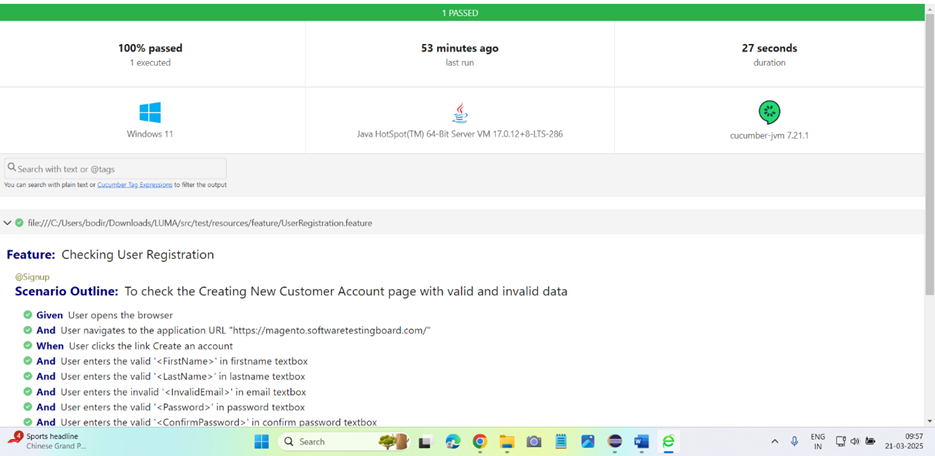 1 PASSED
100% passed
1 executed
53 minutes ago
last run
27 seconds
duration
Windows 11
Java HotSpot(TM) 64-Bit Server VM 17.0.12+8-LTS-286
cucumber-jvm 7.21.1
Search with text or @tags
You can search with plain text or Cucumber Tag Expressions to filter the output
file:///C:/Users/bodir/Downloads/LUMA/src/test/resources/feature/UserRegistration.feature
Feature: Checking User Registration
@Signup
Scenario Outline: To check the Creating New Customer Account page with valid and invalid data
Given User opens the browser
And User navigates to the application URL "https://magento.softwaretestingboard.com/"
When User clicks the link Create an account
And User enters the valid '<FirstName>' in firstname textbox
And User enters the valid '<LastName>' in lastname textbox
And User enters the invalid '<InvalidEmail>' in email textbox
And User enters the valid '<Password>' in password textbox
And User enters the valid '<ConfirmPassword>' in confirm password textbox
4
Sports headline
Chinese Grand P...
Search
ENG
IN
09:57
21-03-2025